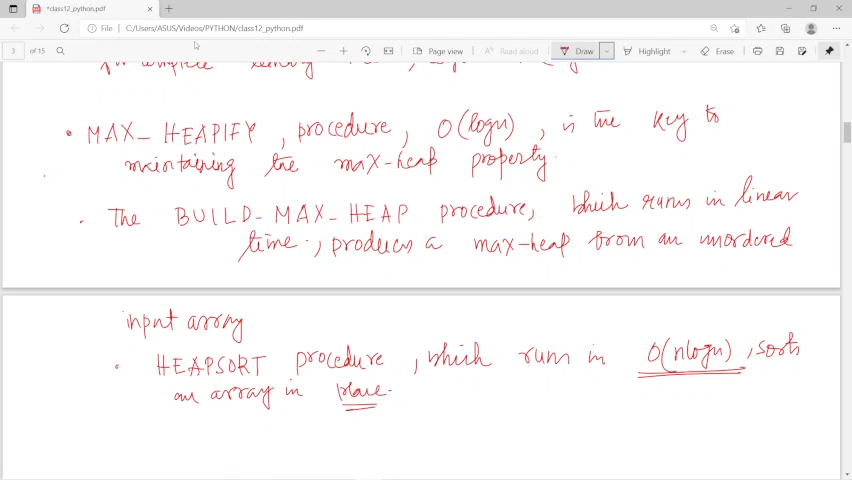 *class12_python.pdf
File
C:/Users/ASUS/Videos/PYTHON/class12_python.pdf
3 of 15
Page view
Read aloud
Draw
Highlight
Erase
• MAX-HEAPIFY, procedure, O(logn), is the key to
maintaining the max-heap property.
• The BUILD-MAX-HEAP procedure, which runs in linear
time., produces a max-heap from an unordered
input array
• HEAPSORT procedure, which runs in O(nlogn), sorts
an array in place.